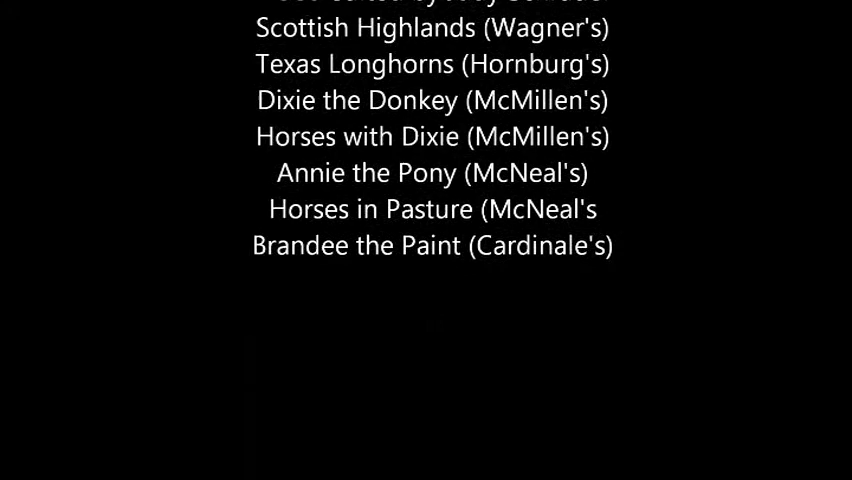 Scottish Highlands (Wagner's)
Texas Longhorns (Hornburg's)
Dixie the Donkey (McMillen's)
Horses with Dixie (McMillen's)
Annie the Pony (McNeal's)
Horses in Pasture (McNeal's
Brandee the Paint (Cardinale's)